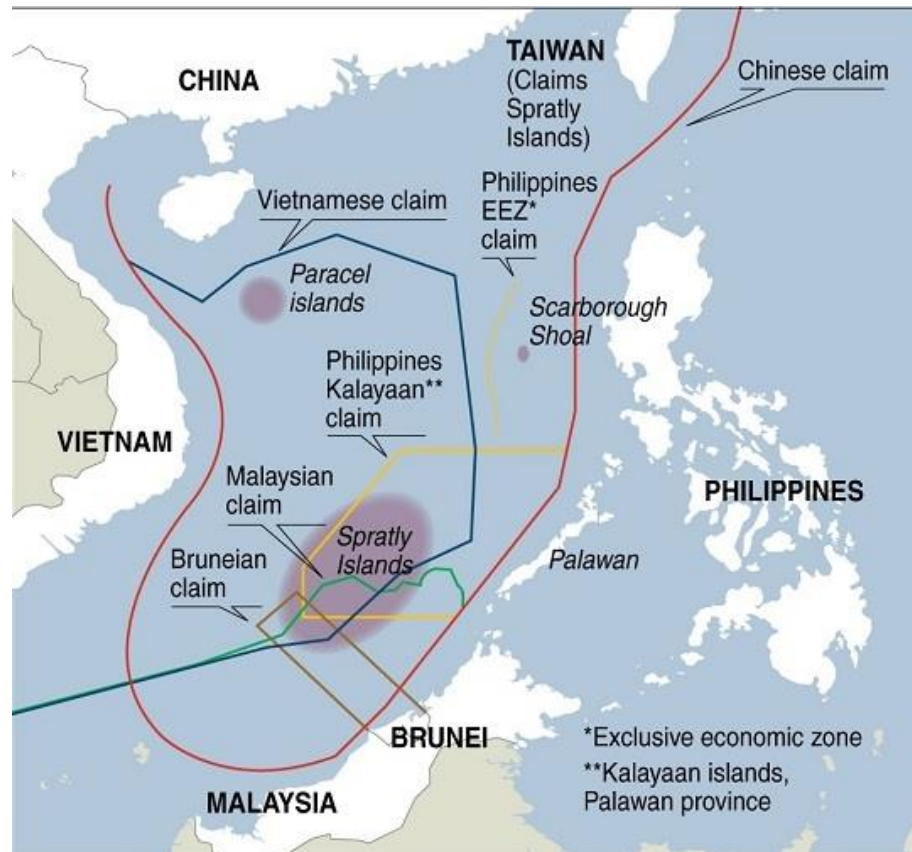 CHINA
TAIWAN
(Claims
Spratly
Islands)
Chinese claim
Vietnamese claim
Philippines
EEZ*
claim
Paracel
islands
Scarborough
Shoal
Philippines
Kalayaan**
claim
VIETNAM
Malaysian
claim
PHILIPPINES
Spratly
Islands
Palawan
Bruneian
claim
BRUNEI
MALAYSIA
*Exclusive economic zone
**Kalayaan islands,
Palawan province